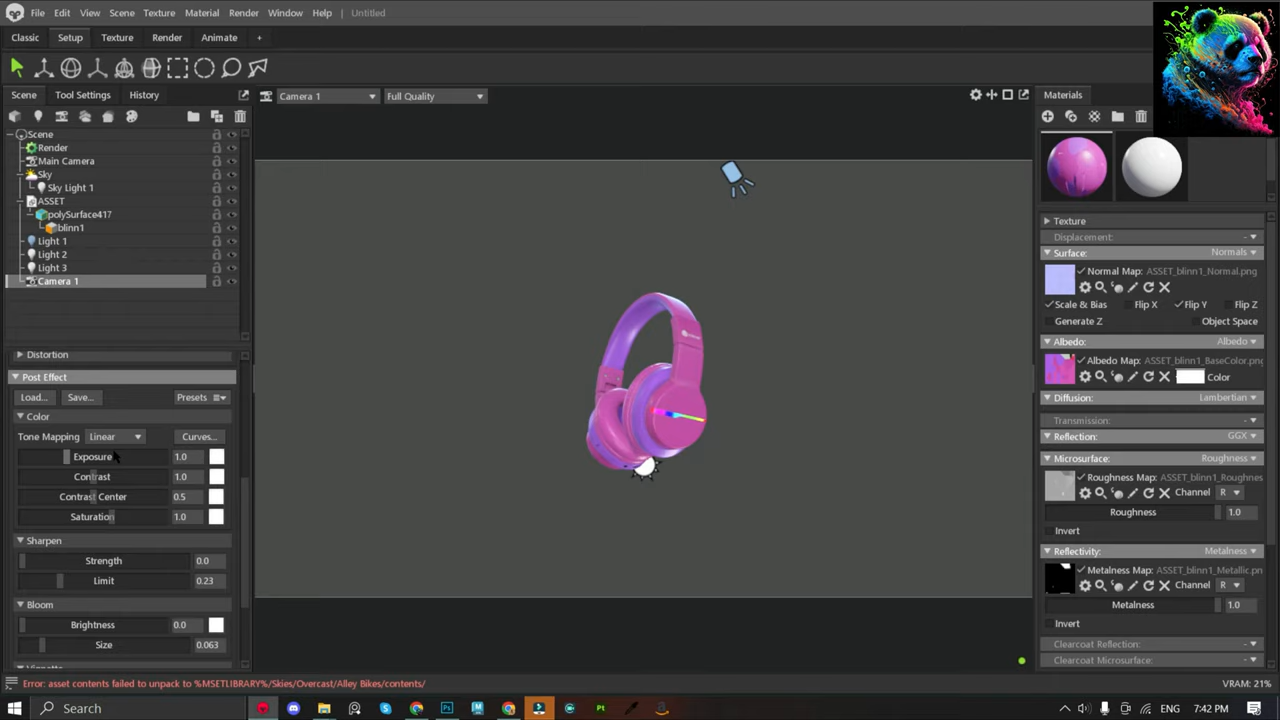 File Edit View Scene Texture Material Render Window Help Untitled
Classic Setup Texture Render Animate +
Scene Tool Settings History
Camera 1 Full Quality
Materials
Scene
Render
Main Camera
Sky
Sky Light 1
ASSET
polySurface417
blinn1
Light 1
Light 2
Light 3
Camera 1
Distortion
Post Effect
Load... Save... Presets
Color
Tone Mapping Linear Curves...
Exposure 1.0
Contrast 1.0
Contrast Center 0.5
Saturation 1.0
Sharpen
Strength 0.0
Limit 0.23
Bloom
Brightness 0.0
Size 0.063
Texture
Displacement: -
Surface: Normals
Normal Map: ASSET_blinn1_Normal.png
Scale & Bias Flip X Flip Y Flip Z
Generate Z Object Space
Albedo: Albedo
Albedo Map: ASSET_blinn1_BaseColor.png
Color
Diffusion: Lambertian
Transmission: -
Reflection: GGX
Microsurface: Roughness
Roughness Map: ASSET_blinn1_Roughnes
Channel R
Roughness 1.0
Invert
Reflectivity: Metalness
Metalness Map: ASSET_blinn1_Metallic.pn
Channel R
Metalness 1.0
Invert
Clearcoat Reflection: -
Clearcoat Microsurface: -
Error: asset contents failed to unpack to %MSETLIBRARY%/Skies/Overcast/Alley Bikes/contents/
VRAM: 21%
Search
Ps
Pt
7:42 PM